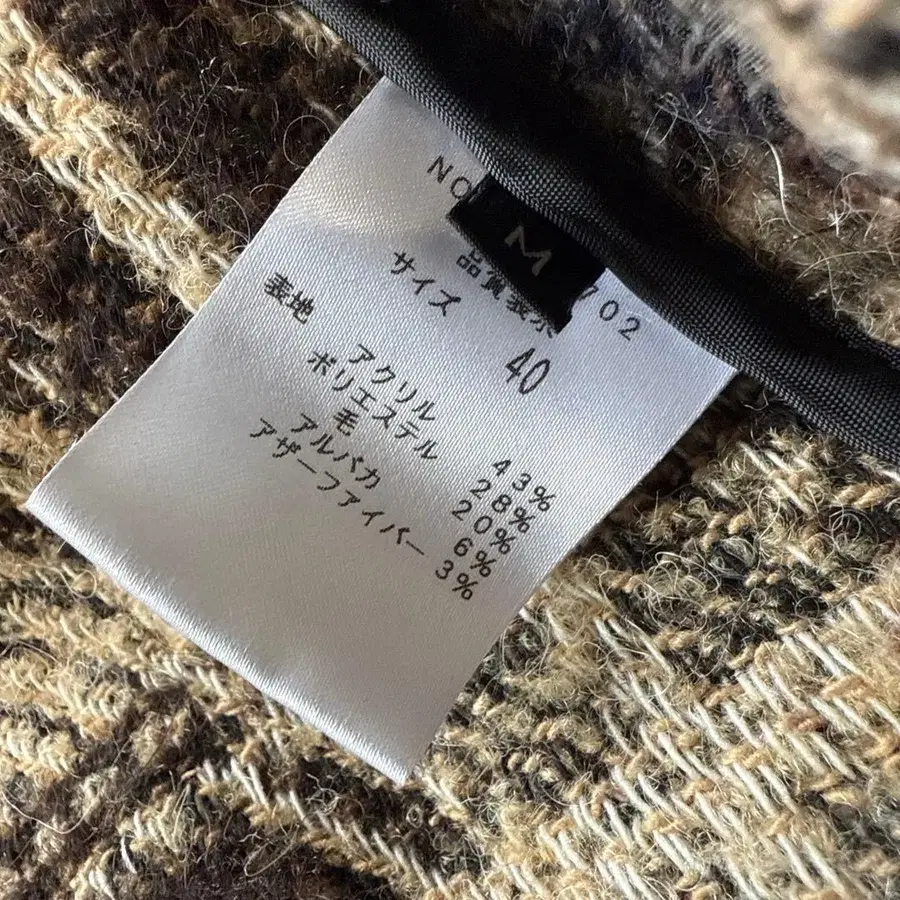 NO
M
702
品質表示
サイズ 40
表地
アクリル 43%
ポリエステル 28%
毛 20%
アルパカ 6%
アザーファイバー 3%